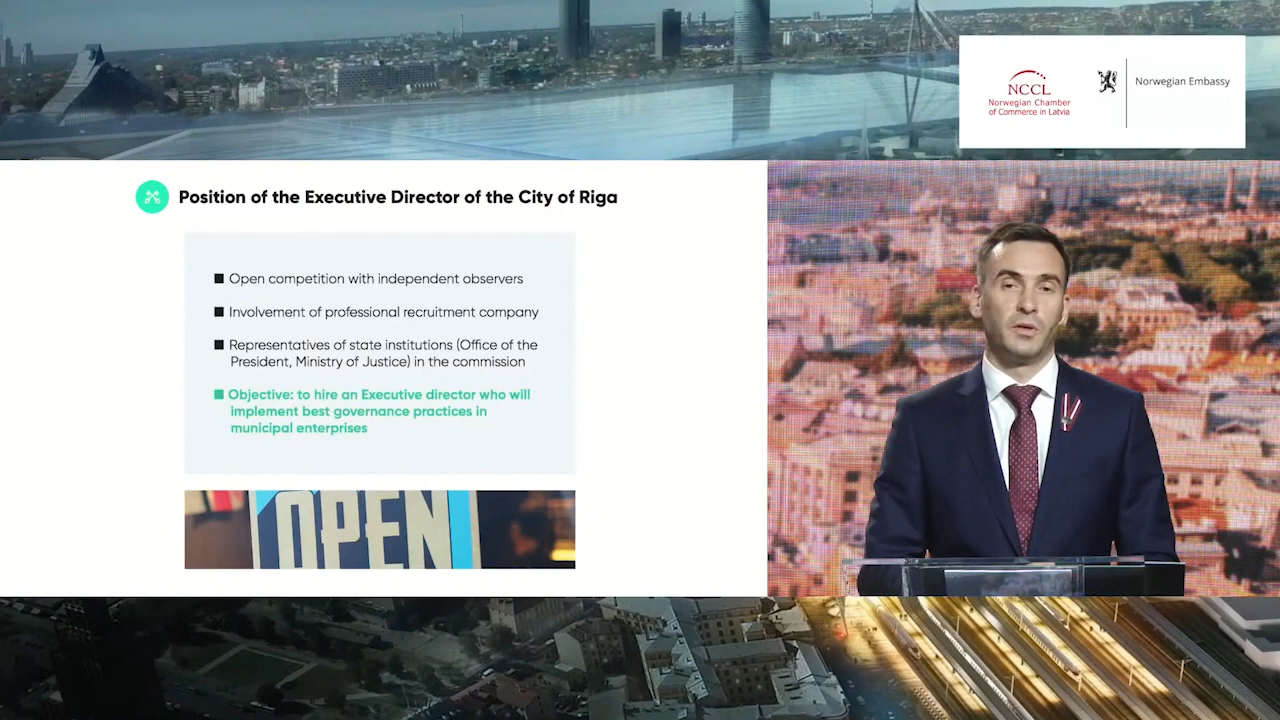 NCCL
Norwegian Chamber
of Commerce in Latvia
Norwegian Embassy
Position of the Executive Director of the City of Riga
Open competition with independent observers
Involvement of professional recruitment company
Representatives of state institutions (Office of the
President, Ministry of Justice) in the commission
Objective: to hire an Executive director who will
implement best governance practices in
municipal enterprises
OPEN